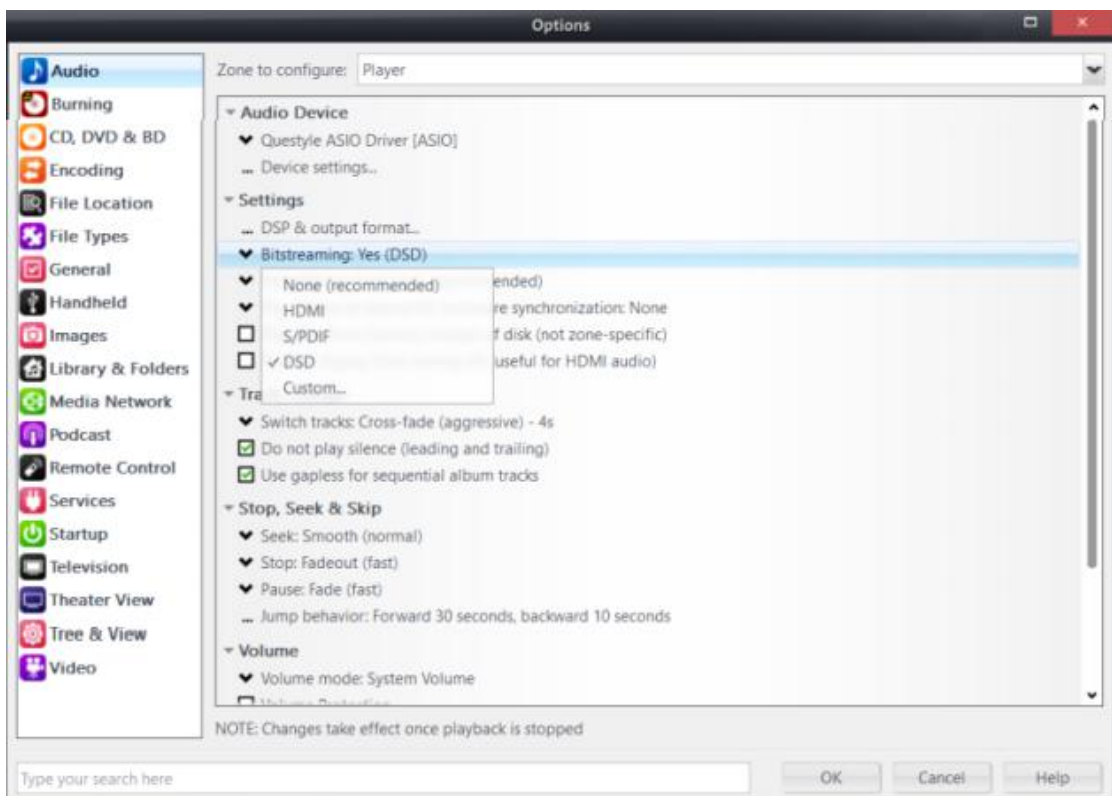 Options
Audio
Burning
CD, DVD & BD
Encoding
File Location
File Types
General
Handheld
Images
Library & Folders
Media Network
Podcast
Remote Control
Services
Startup
Television
Theater View
Tree & View
Video
Zone to configure: Player
Audio Device
Questyle ASIO Driver [ASIO]
... Device settings...
Settings
... DSP & output format...
Bitstreaming: Yes (DSD)
None (recommended)
HDMI
S/PDIF
DSD
Custom...
ended)
re synchronization: None
f disk (not zone-specific)
useful for HDMI audio)
Tra
Switch tracks: Cross-fade (aggressive) - 4s
Do not play silence (leading and trailing)
Use gapless for sequential album tracks
Stop, Seek & Skip
Seek: Smooth (normal)
Stop: Fadeout (fast)
Pause: Fade (fast)
... Jump behavior: Forward 30 seconds, backward 10 seconds
Volume
Volume mode: System Volume
NOTE: Changes take effect once playback is stopped
Type your search here
OK
Cancel
Help